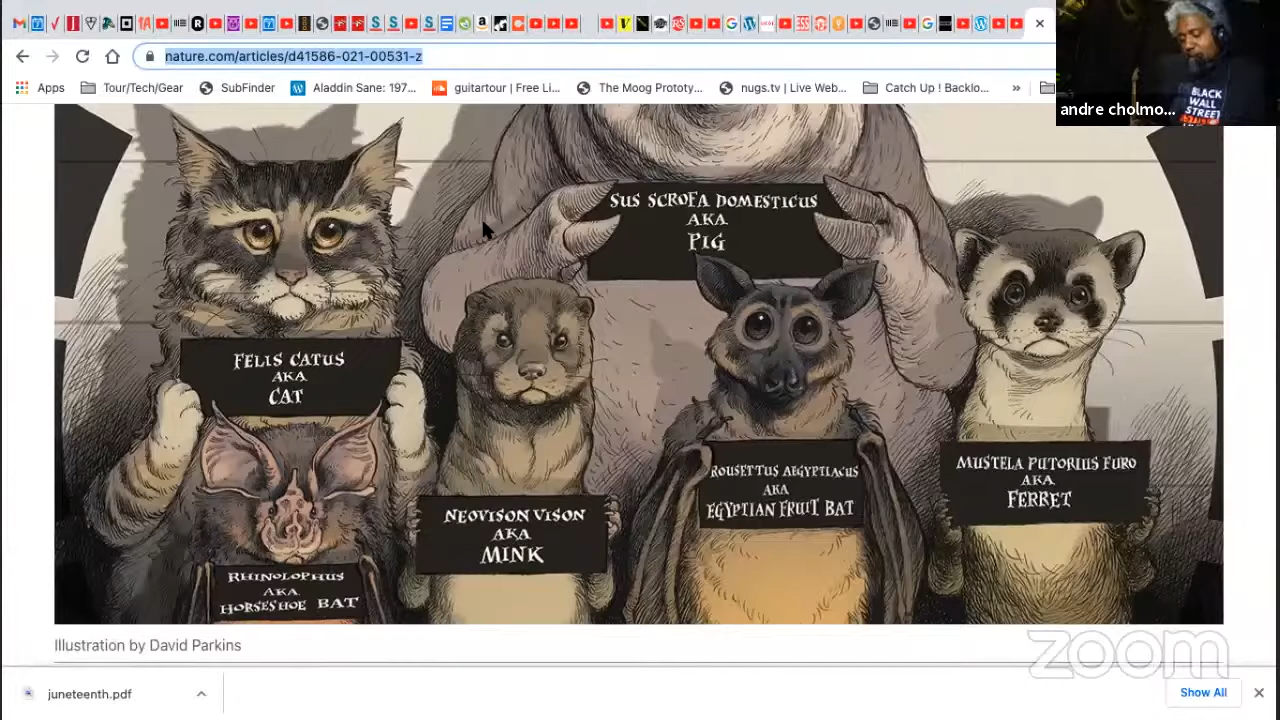 nature.com/articles/d41586-021-00531-z
Apps
Tour/Tech/Gear
SubFinder
Aladdin Sane: 197...
guitartour | Free Li...
The Moog Prototy...
nugs.tv | Live Web...
Catch Up ! Backlo...
»
BLACK
WALL
STREET
andre cholmo...
SUS SCROFA DOMESTICUS
AKA
PIG
FELIS CATUS
AKA
CAT
ROUSETTUS AEGYPTIACUS
AKA
EGYPTIAN FRUIT BAT
MUSTELA PUTORIUS FURO
AKA
FERRET
NEOVISON VISON
AKA
MINK
RHINOLOPHUS
AKA
HORSESHOE BAT
Illustration by David Parkins
zoom
juneteenth.pdf
Show All